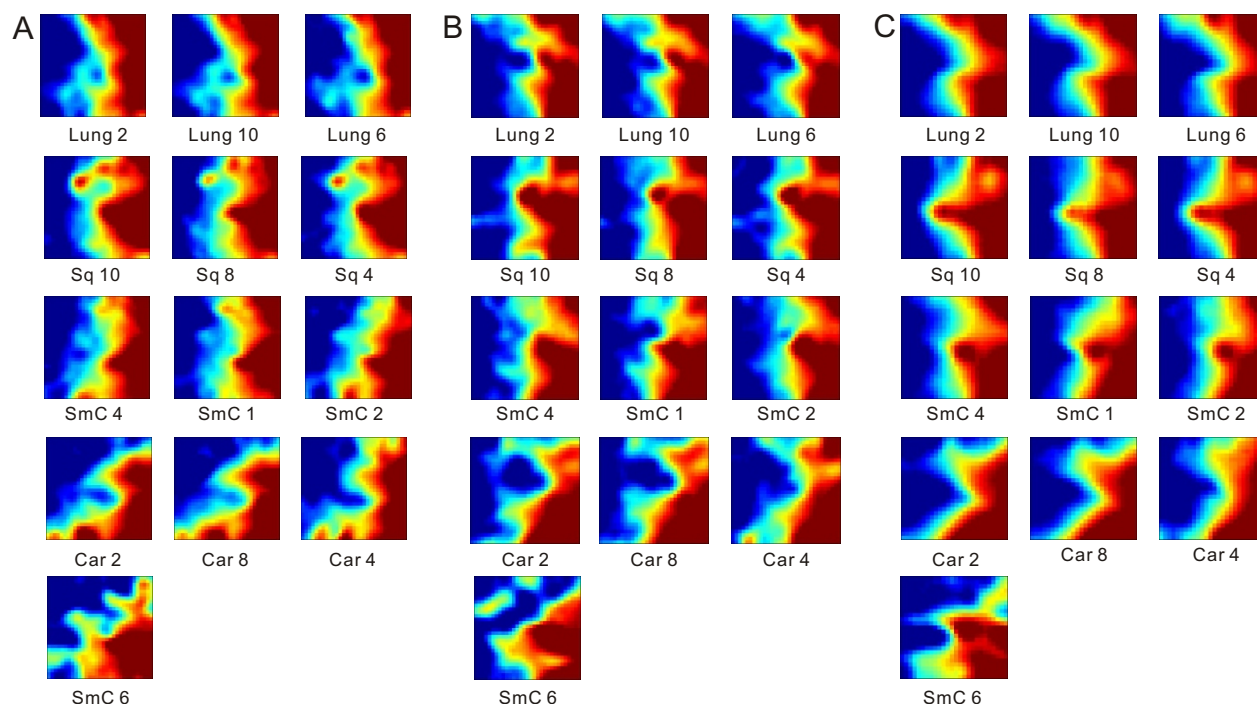 A B C
Lung 2 Lung 10 Lung 6 Lung 2 Lung 10 Lung 6 Lung 2 Lung 10 Lung 6
Sq 10 Sq 8 Sq 4 Sq 10 Sq 8 Sq 4 Sq 10 Sq 8 Sq 4
SmC 4 SmC 1 SmC 2 SmC 4 SmC 1 SmC 2 SmC 4 SmC 1 SmC 2
Car 2 Car 8 Car 4 Car 2 Car 8 Car 4 Car 2 Car 8 Car 4
SmC 6 SmC 6 SmC 6